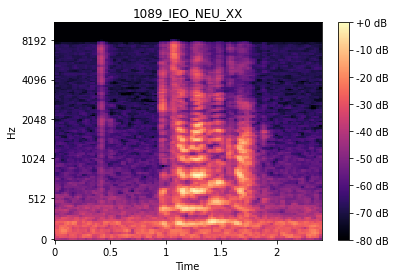 1089_IEO_NEU_XX
+0 dB
8192
-10 dB
4096
-20 dB
-30 dB
2048
-40 dB
Hz
1024
-50 dB
512
-60 dB
-70 dB
0
-80 dB
0 0.5 1 1.5 2
Time